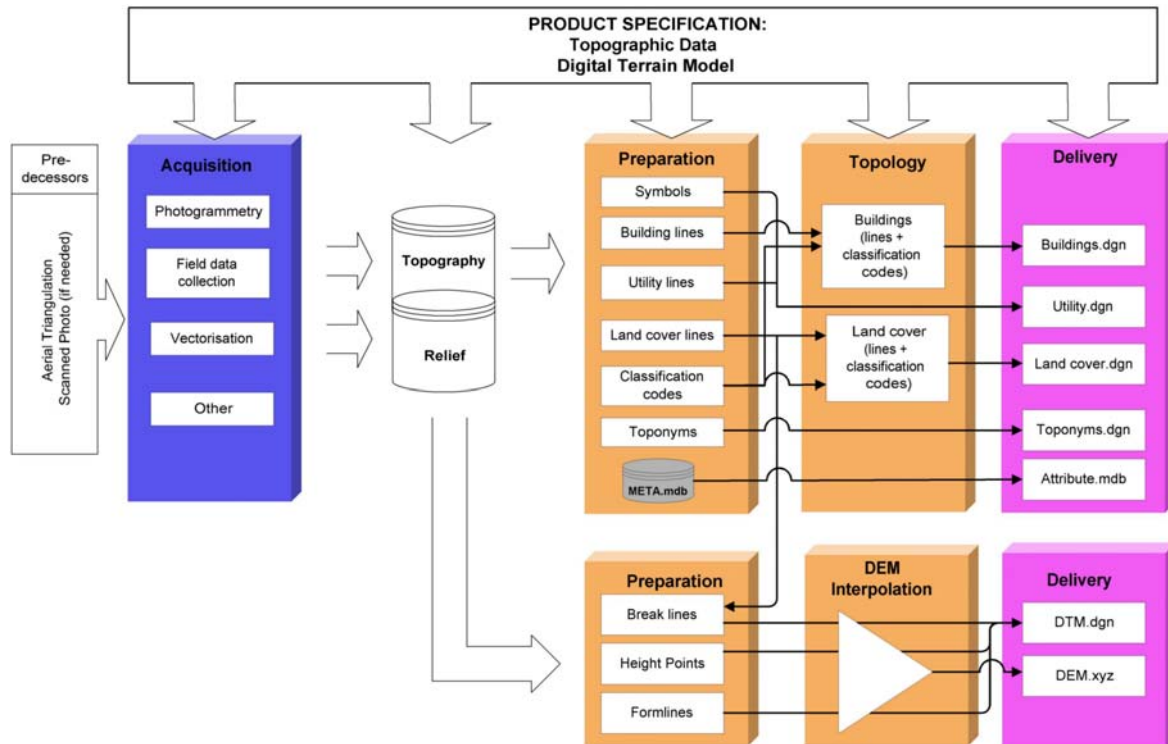 PRODUCT SPECIFICATION:
Topographic Data
Digital Terrain Model
Pre-
decessors
Aerial Triangulation
Scanned Photo (if needed)
Acquisition
Photogrammetry
Field data
collection
Vectorisation
Other
Topography
Relief
Preparation
Symbols
Building lines
Utility lines
Land cover lines
Classification
codes
Toponyms
META.mdb
Topology
Buildings
(lines +
classification
codes)
Land cover
(lines +
classification
codes)
Delivery
Buildings.dgn
Utility.dgn
Land cover.dgn
Toponyms.dgn
Attribute.mdb
Preparation
Break lines
Height Points
Formlines
DEM
Interpolation
Delivery
DTM.dgn
DEM.xyz